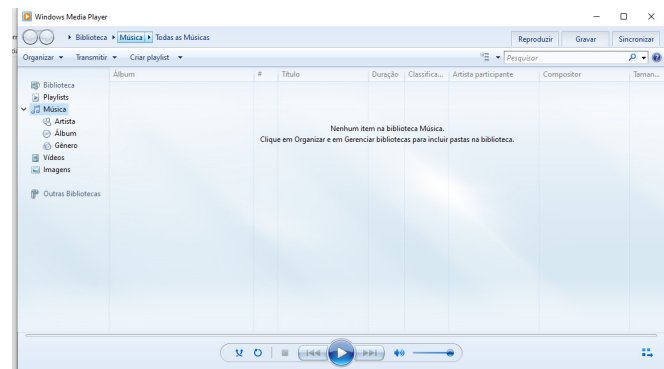 Windows Media Player
Biblioteca Música Todas as Músicas
Reproduzir Gravar Sincronizar
Organizar Transmitir Criar playlist Pesquisar
Álbum # Título Duração Classifica... Artista participante Compositor Taman...
Biblioteca
Playlists
Música
Artista
Álbum
Gênero
Vídeos
Imagens
Outras Bibliotecas
Nenhum item na biblioteca Música.
Clique em Organizar e em Gerenciar bibliotecas para incluir pastas na biblioteca.